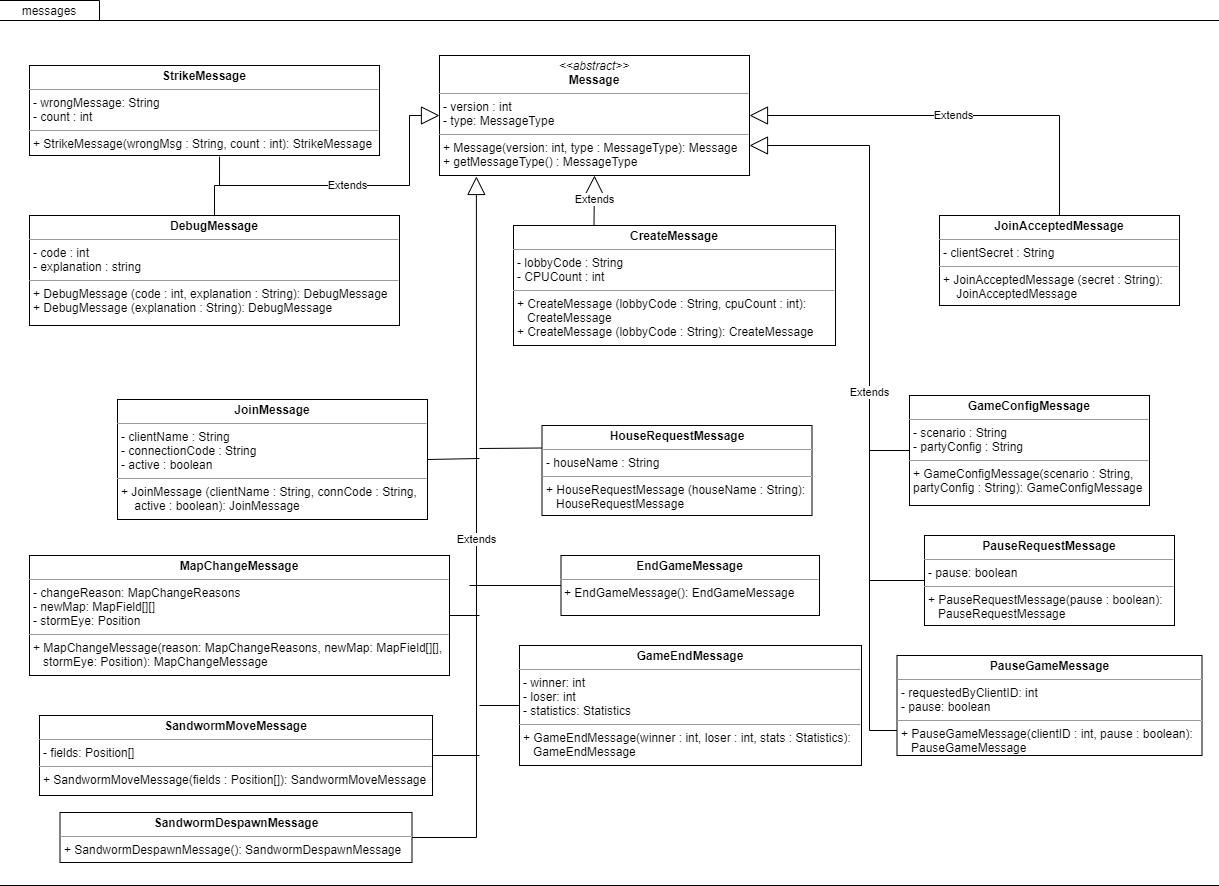 messages
StrikeMessage
- wrongMessage: String
- count : int
+ StrikeMessage(wrongMsg : String, count : int): StrikeMessage
<<abstract>>
Message
- version : int
- type: MessageType
+ Message(version: int, type : MessageType): Message
+ getMessageType() : MessageType
Extends
Extends
Extends
DebugMessage
- code : int
- explanation : string
+ DebugMessage (code : int, explanation : String): DebugMessage
+ DebugMessage (explanation : String): DebugMessage
CreateMessage
- lobbyCode : String
- CPUCount : int
+ CreateMessage (lobbyCode : String, cpuCount : int):
CreateMessage
+ CreateMessage (lobbyCode : String): CreateMessage
JoinAcceptedMessage
- clientSecret : String
+ JoinAcceptedMessage (secret : String):
JoinAcceptedMessage
Extends
JoinMessage
- clientName : String
- connectionCode : String
- active : boolean
+ JoinMessage (clientName : String, connCode : String,
active : boolean): JoinMessage
HouseRequestMessage
- houseName : String
+ HouseRequestMessage (houseName : String):
HouseRequestMessage
GameConfigMessage
- scenario : String
- partyConfig : String
+ GameConfigMessage(scenario : String,
partyConfig : String): GameConfigMessage
Extends
MapChangeMessage
- changeReason: MapChangeReasons
- newMap: MapField[][]
- stormEye: Position
+ MapChangeMessage(reason: MapChangeReasons, newMap: MapField[][],
stormEye: Position): MapChangeMessage
EndGameMessage
+ EndGameMessage(): EndGameMessage
PauseRequestMessage
- pause: boolean
+ PauseRequestMessage(pause : boolean):
PauseRequestMessage
GameEndMessage
- winner: int
- loser: int
- statistics: Statistics
+ GameEndMessage(winner : int, loser : int, stats : Statistics):
GameEndMessage
PauseGameMessage
- requestedByClientID: int
- pause: boolean
+ PauseGameMessage(clientID : int, pause : boolean):
PauseGameMessage
SandwormMoveMessage
- fields: Position[]
+ SandwormMoveMessage(fields : Position[]): SandwormMoveMessage
SandwormDespawnMessage
+ SandwormDespawnMessage(): SandwormDespawnMessage